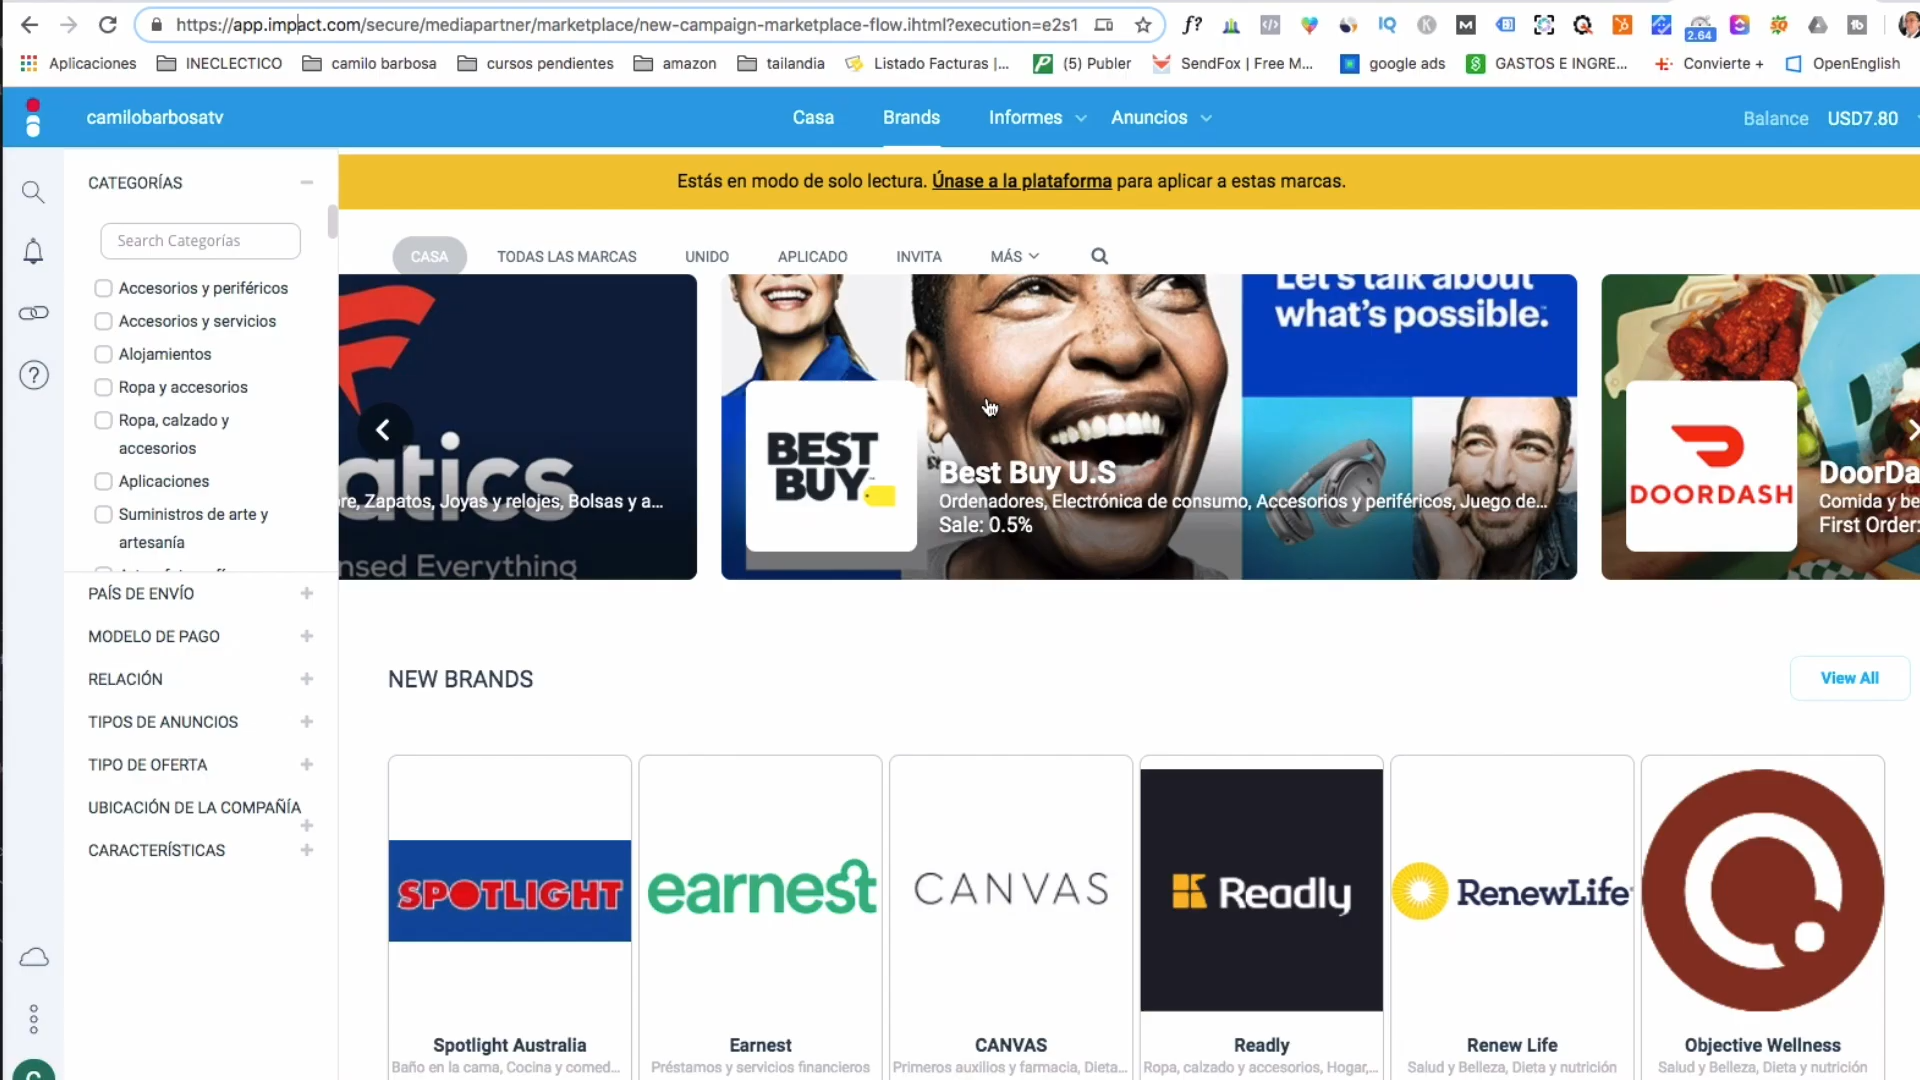 https://app.impact.com/secure/mediapartner/marketplace/new-campaign-marketplace-flow.ihtml?execution=e2s1
f?
IQ
2.64
Aplicaciones
INECLECTICO
camilo barbosa
cursos pendientes
amazon
tailandia
Listado Facturas |...
(5) Publer
SendFox | Free M...
google ads
GASTOS E INGRE...
Convierte +
OpenEnglish
camilobarbosatv
Casa
Brands
Informes
Anuncios
Balance
USD7.80
Estás en modo de solo lectura. Únase a la plataforma para aplicar a estas marcas.
CATEGORÍAS
Search Categorías
Accesorios y periféricos
Accesorios y servicios
Alojamientos
Ropa y accesorios
Ropa, calzado y
accesorios
Aplicaciones
Suministros de arte y
artesanía
PAÍS DE ENVÍO
MODELO DE PAGO
RELACIÓN
TIPOS DE ANUNCIOS
TIPO DE OFERTA
UBICACIÓN DE LA COMPAÑÍA
CARACTERÍSTICAS
CASA
TODAS LAS MARCAS
UNIDO
APLICADO
INVITA
MÁS
atics
re, Zapatos, Joyas y relojes, Bolsas y a...
nsed Everything
Let's talk about
what's possible.
BEST
BUY
Best Buy U.S
Ordenadores, Electrónica de consumo, Accesorios y periféricos, Juego de...
Sale: 0.5%
DOORDASH
DoorDa
Comida y be
First Order:
NEW BRANDS
View All
SPOTLIGHT
Spotlight Australia
Baño en la cama, Cocina y comed...
earnest
Earnest
Préstamos y servicios financieros
CANVAS
CANVAS
Primeros auxilios y farmacia, Dieta...
Readly
Readly
Ropa, calzado y accesorios, Hogar,...
RenewLife
Renew Life
Salud y Belleza, Dieta y nutrición
Objective Wellness
Salud y Belleza, Dieta y nutrición